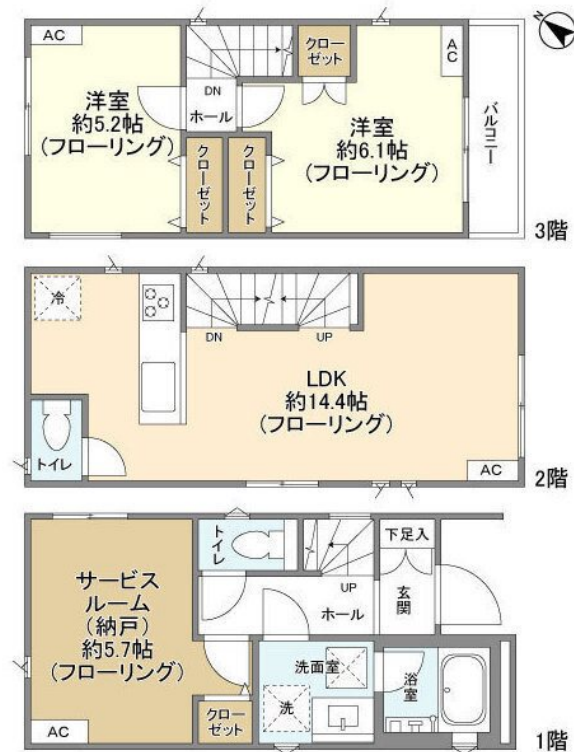 N
AC
クローゼット
AC
DN
ホール
洋室
約5.2帖
(フローリング)
洋室
約6.1帖
(フローリング)
バルコニー
クローゼット
クローゼット
3階
冷
DN
UP
LDK
約14.4帖
(フローリング)
トイレ
AC
2階
トイレ
下足入
UP
ホール
玄関
サービス
ルーム
(納戸)
約5.7帖
(フローリング)
洗面室
洗
浴室
クローゼット
AC
1階